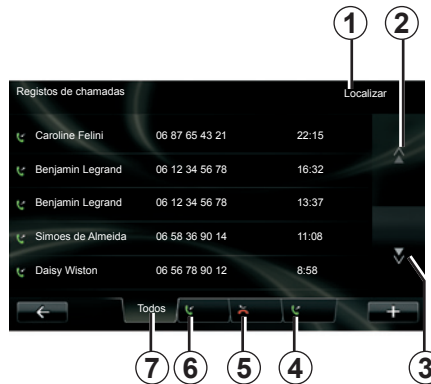 1 2
Registos de chamadas Localizar
Caroline Felini 06 87 65 43 21 22:15
Benjamin Legrand 06 12 34 56 78 16:32
Benjamin Legrand 06 12 34 56 78 13:37
Simoes de Almeida 06 58 36 90 14 11:08
Daisy Wiston 06 56 78 90 12 8:58
Todos
7 6 5 4 3